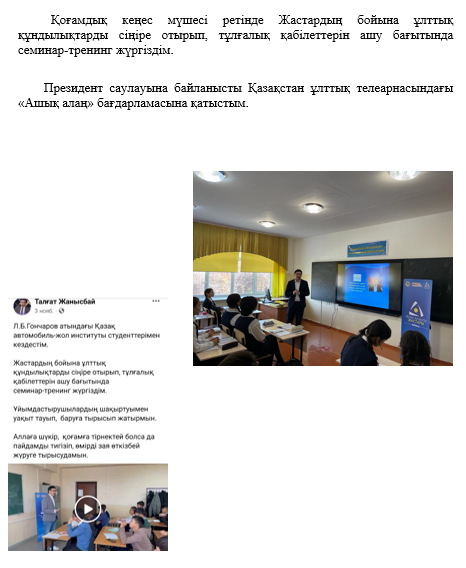 Қоғамдық кеңес мүшесі ретінде Жастардың бойына ұлттық
құндылықтарды сіңіре отырып, тұлғалық қабілеттерін ашу бағытында
семинар-тренинг жүргіздім.
Президент саулауына байланысты Қазақстан ұлттық телеарнасындағы
«Ашық алаң» бағдарламасына қатыстым.
Талғат Жанысбай
3 нояб.
Л.Б.Гончаров атындағы Қазақ
автомобиль-жол институты студенттерімен
кездестім.
Жастардың бойына ұлттық
құндылықтарды сіңіре отырып, тұлғалық
қабілеттерін ашу бағытында
семинар-тренинг жүргіздім.
Ұйымдастырушылардың шақыртуымен
уақыт тауып, баруға тырысып жатырмын.
Аллаға шүкір, қоғамға тірнектей болса да
пайдамды тигізіп, өмірді зая өткізбей
жүруге тырысудамын.